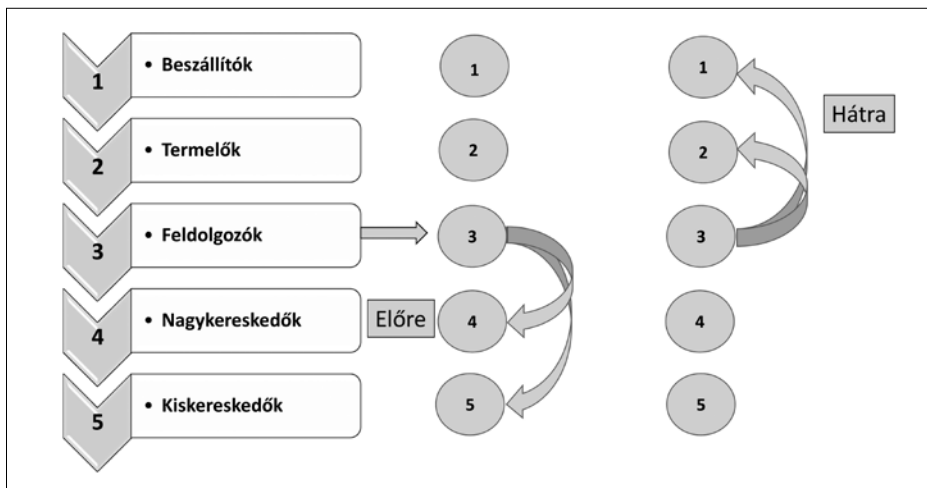 1
• Beszállítók
1
1
Hátra
2
• Termelők
2
2
3
• Feldolgozók
3
3
4
• Nagykereskedők
Előre
4
4
5
• Kiskereskedők
5
5